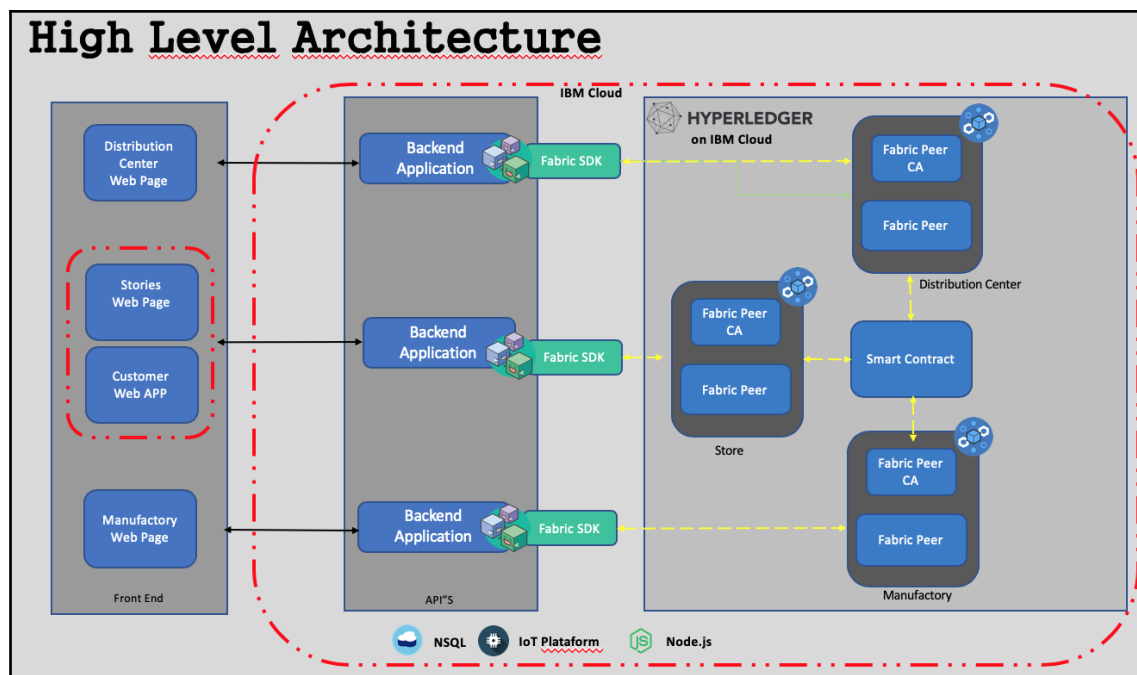 High Level Architecture
IBM Cloud
Distribution
Center
Web Page
Stories
Web Page
Customer
Web APP
Manufactory
Web Page
Front End
Backend
Application
Fabric SDK
Backend
Application
Fabric SDK
Backend
Application
Fabric SDK
API"S
HYPERLEDGER
on IBM Cloud
Fabric Peer
CA
Fabric Peer
Distribution Center
Fabric Peer
CA
Fabric Peer
Store
Smart Contract
Fabric Peer
CA
Fabric Peer
Manufactory
NSQL
IoT Plataform
JS
Node.js